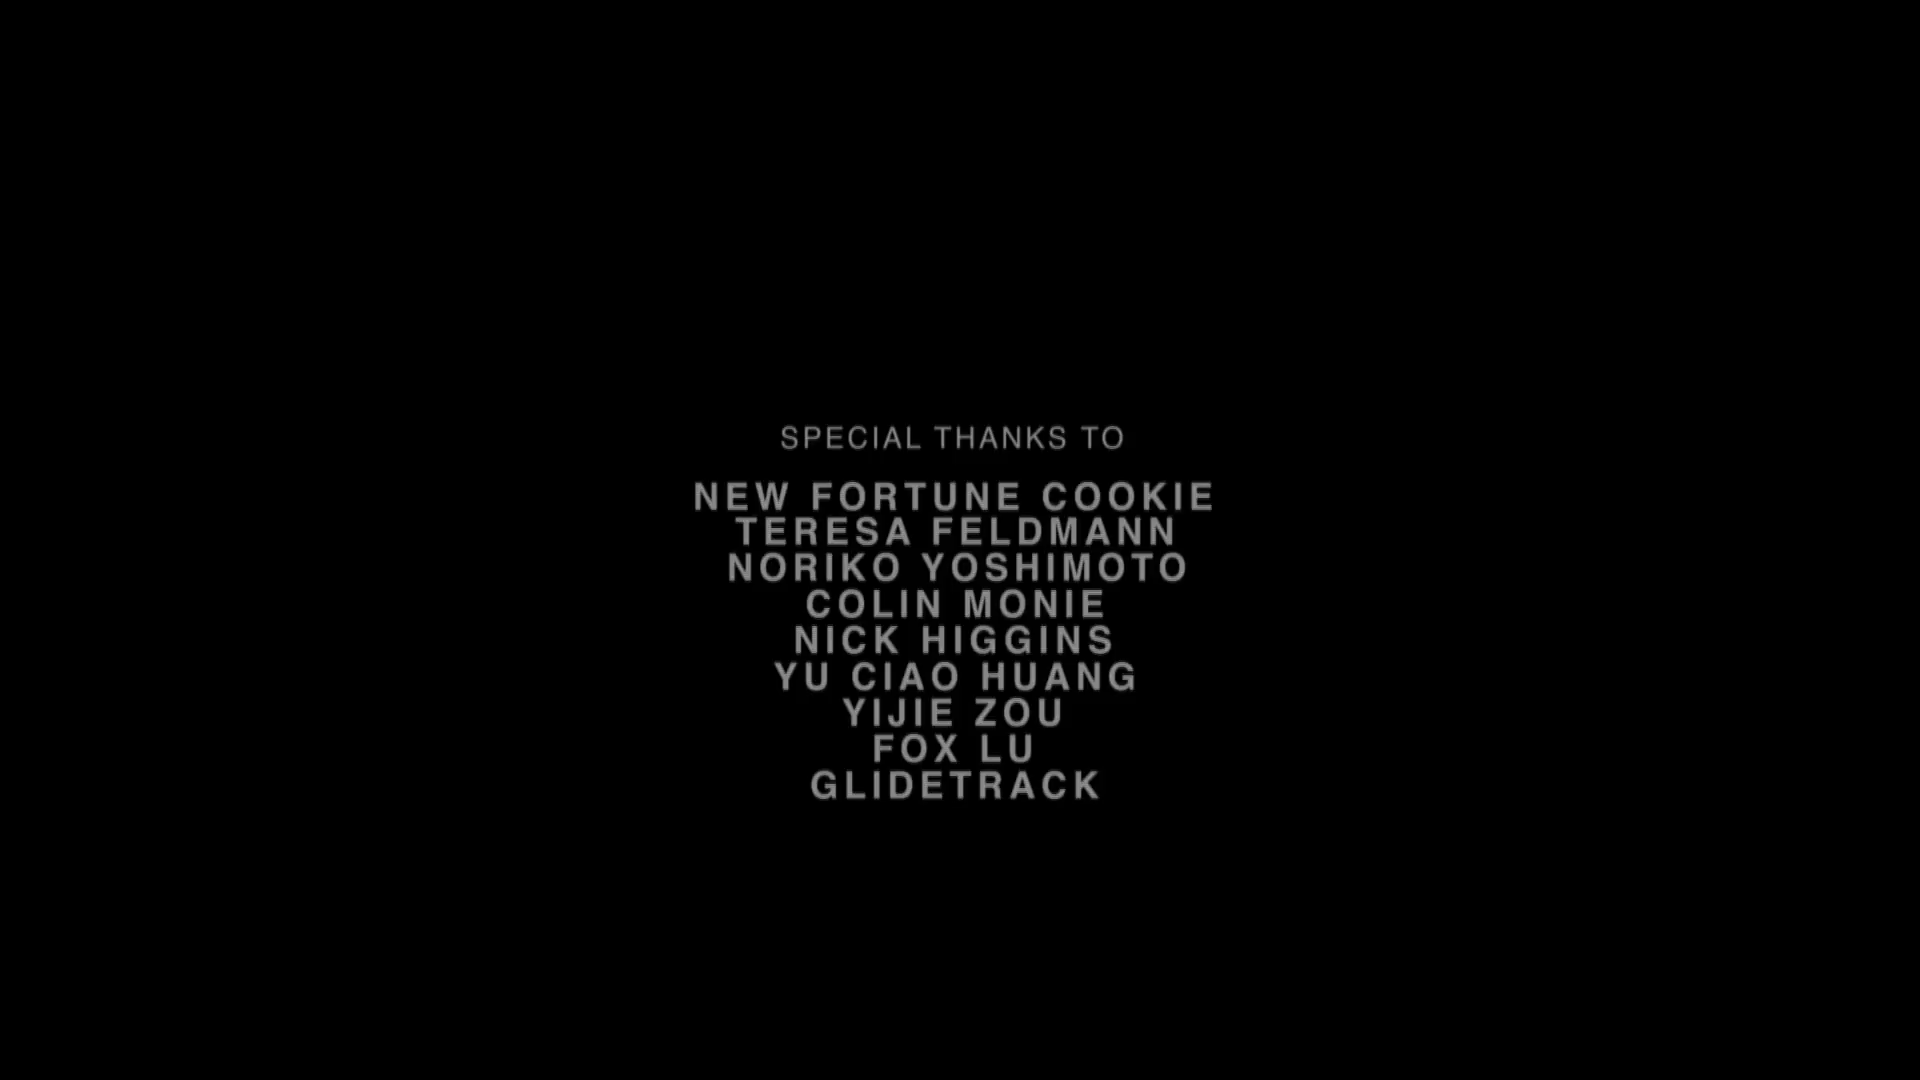 SPECIAL THANKS TO
NEW FORTUNE COOKIE
TERESA FELDMANN
NORIKO YOSHIMOTO
COLIN MONIE
NICK HIGGINS
YU CIAO HUANG
YIJIE ZOU
FOX LU
GLIDETRACK